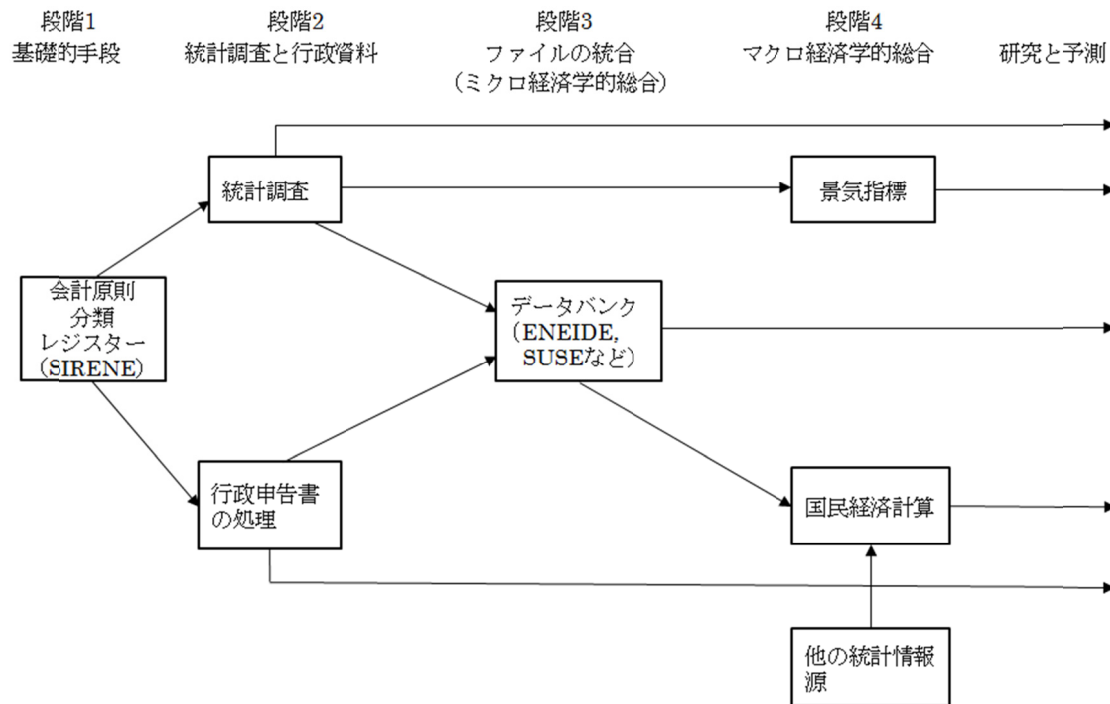 段階1
基礎的手段
段階2
統計調査と行政資料
段階3
ファイルの統合
(ミクロ経済学的総合)
段階4
マクロ経済学的総合
研究と予測
統計調査
景気指標
会計原則
分類
レジスター
(SIRENE)
データバンク
(ENEIDE,
SUSEなど)
行政申告書
の処理
国民経済計算
他の統計情報
源